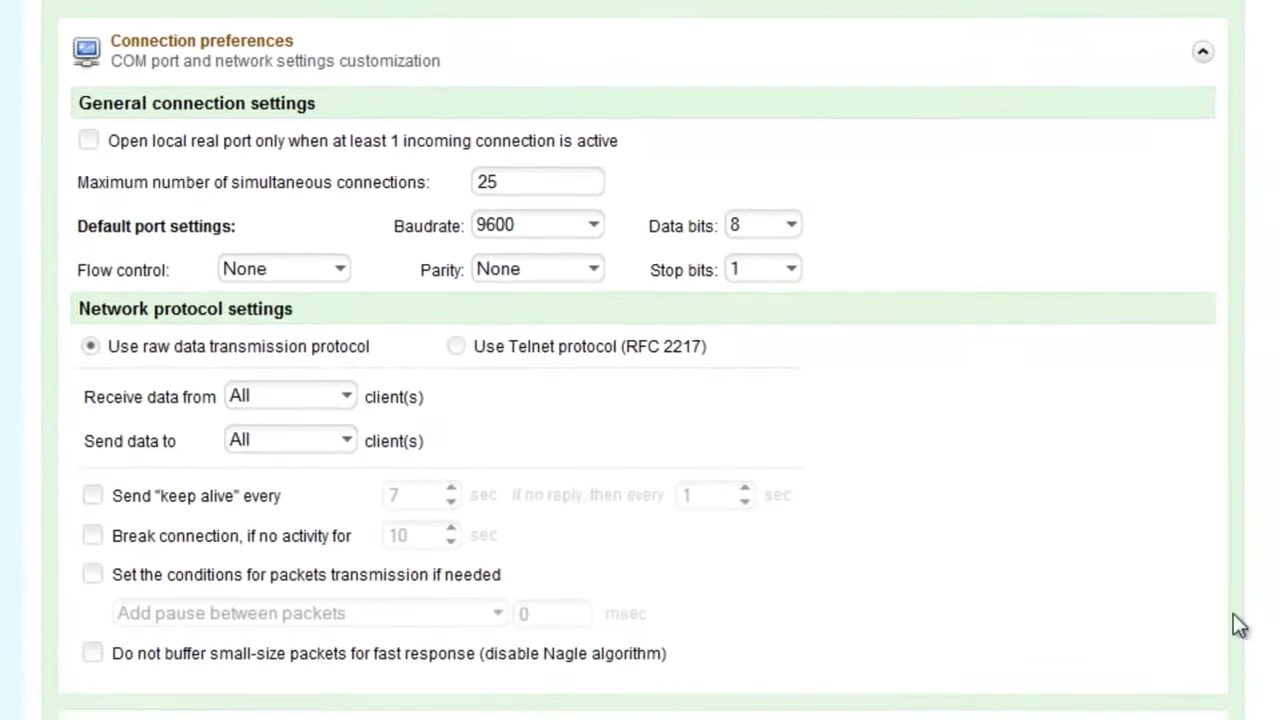 Connection preferences
COM port and network settings customization
General connection settings
Open local real port only when at least 1 incoming connection is active
Maximum number of simultaneous connections: 25
Default port settings: Baudrate: 9600 Data bits: 8
Flow control: None Parity: None Stop bits: 1
Network protocol settings
Use raw data transmission protocol Use Telnet protocol (RFC 2217)
Receive data from All client(s)
Send data to All client(s)
Send "keep alive" every 7 sec if no reply, then every 1 sec
Break connection, if no activity for 10 sec
Set the conditions for packets transmission if needed
Add pause between packets 0 msec
Do not buffer small-size packets for fast response (disable Nagle algorithm)